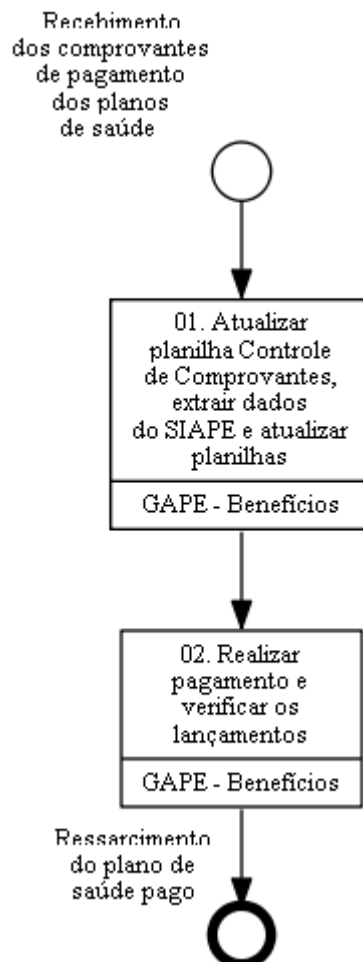 Recebimento
dos comprovantes
de pagamento
dos planos
de saúde
01. Atualizar
planilha Controle
de Comprovantes,
extrair dados
do SIAPE e atualizar
planilhas
GAPE - Benefícios
02. Realizar
pagamento e
verificar os
lançamentos
GAPE - Benefícios
Ressarcimento
do plano de
saúde pago